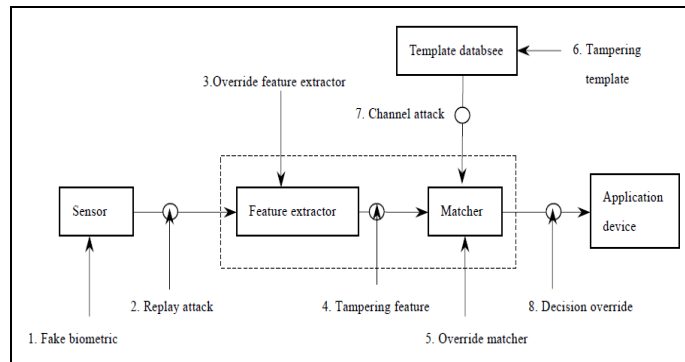 Template databsee
6. Tampering
template
3.Override feature extractor
7. Channel attack
Sensor
Feature extractor
Matcher
Application
device
2. Replay attack
4. Tampering feature
8. Decision override
1. Fake biometric
5. Override matcher